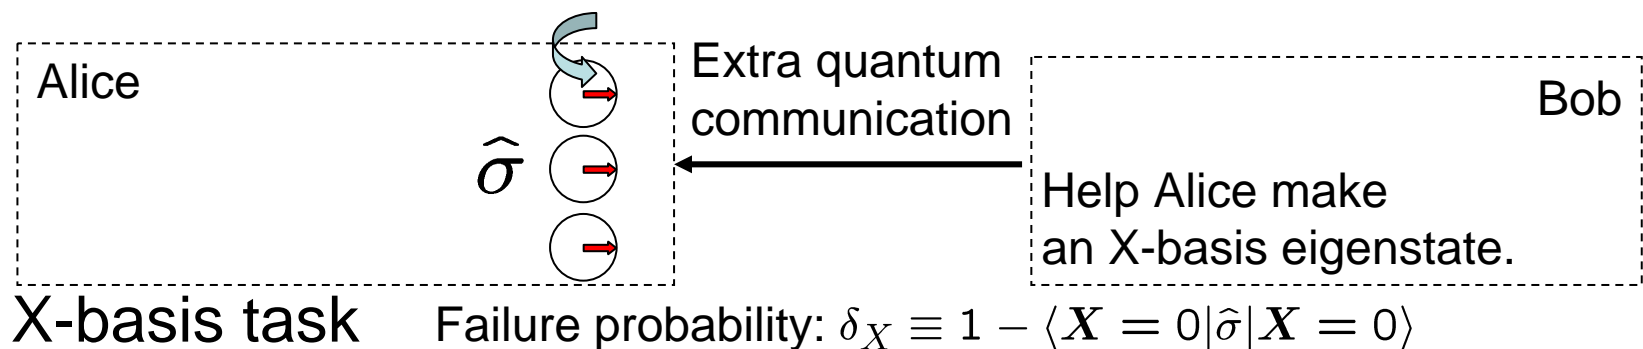 Alice
Extra quantum
communication
Bob
σ̂
Help Alice make
an X-basis eigenstate.
X-basis task
Failure probability: δ_X ≡ 1 − ⟨X = 0|σ̂|X = 0⟩